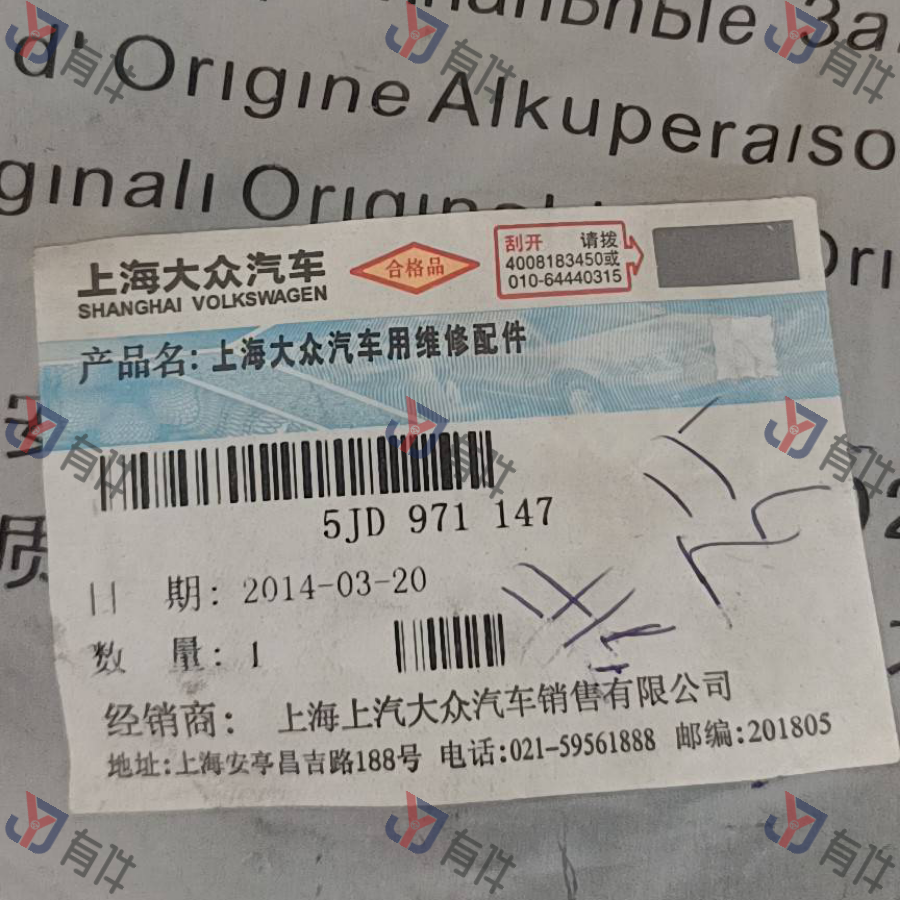 d'Origine Alkuperaiso
ginali Original
上海大众汽车
SHANGHAI VOLKSWAGEN
合格品
刮开 请拨
4008183450或
010-64440315
产品名: 上海大众汽车用维修配件
5JD 971 147
日 期: 2014-03-20
数 量: 1
经销商: 上海上汽大众汽车销售有限公司
地址:上海安亭昌吉路188号 电话:021-59561888 邮编:201805
有件